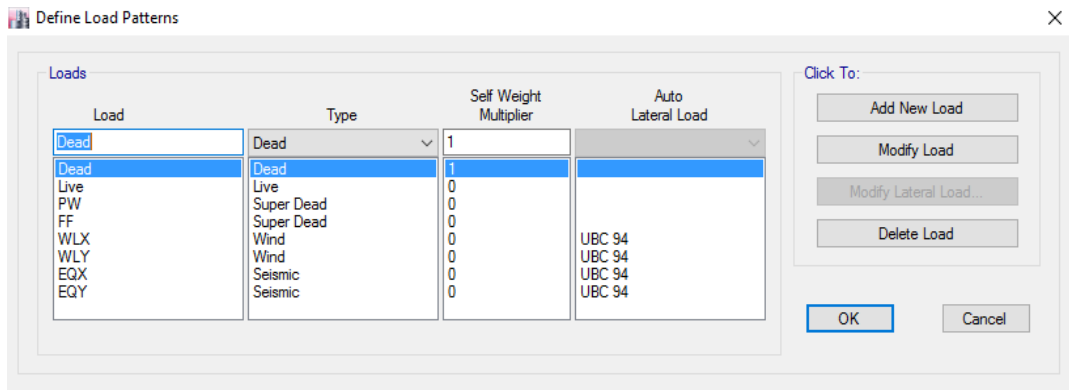 Define Load Patterns
Loads
Click To:
Load Type Self Weight Multiplier Auto Lateral Load
Dead Dead 1
Dead Dead 1
Live Live 0
PW Super Dead 0
FF Super Dead 0
WLX Wind 0 UBC 94
WLY Wind 0 UBC 94
EQX Seismic 0 UBC 94
EQY Seismic 0 UBC 94
Add New Load
Modify Load
Modify Lateral Load...
Delete Load
OK
Cancel